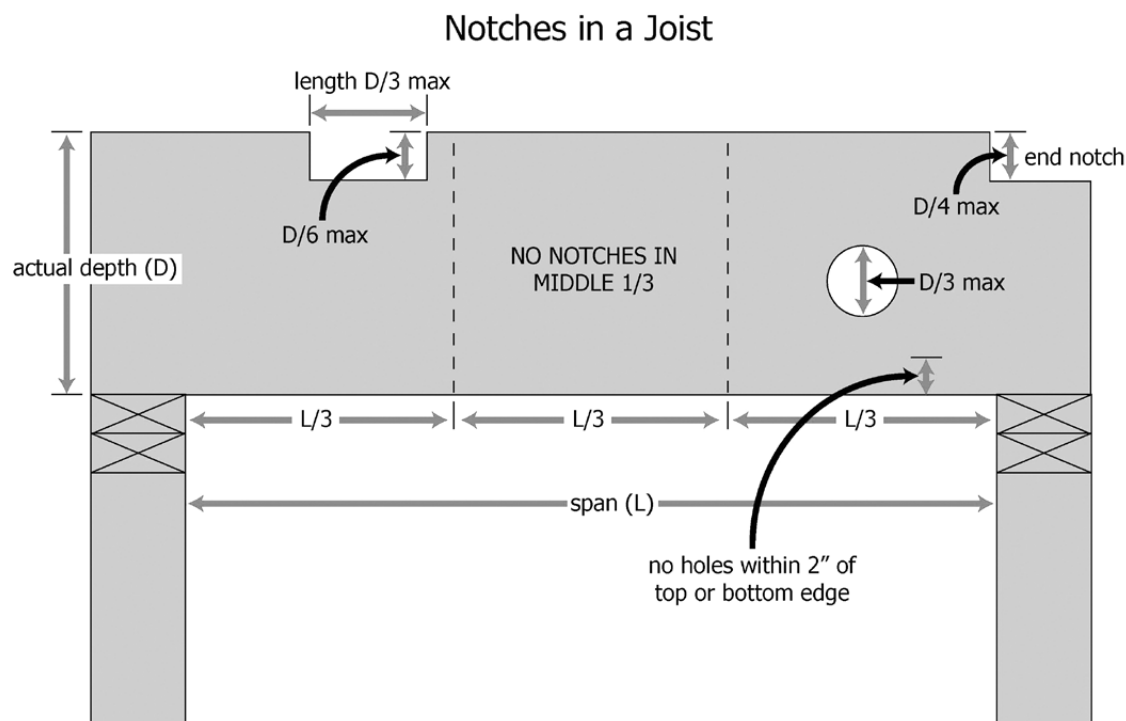 Notches in a Joist
length D/3 max
end notch
D/6 max
D/4 max
actual depth (D)
NO NOTCHES IN
MIDDLE 1/3
D/3 max
L/3
L/3
L/3
span (L)
no holes within 2” of
top or bottom edge